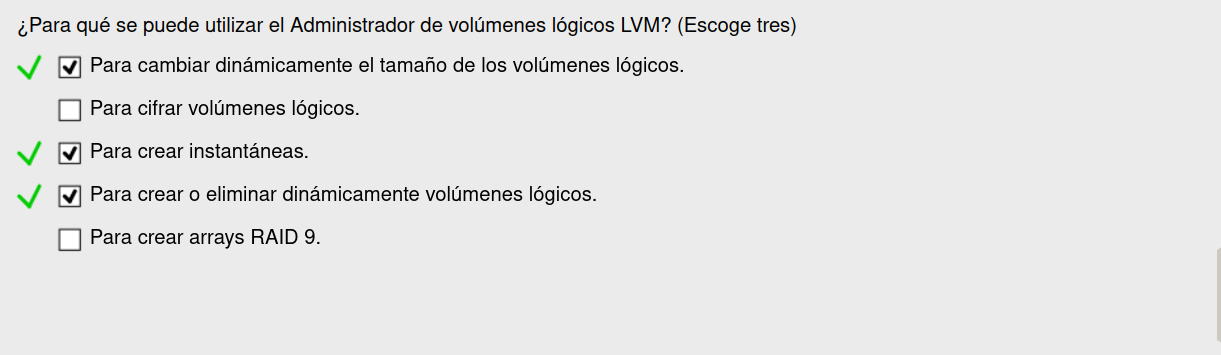 ¿Para qué se puede utilizar el Administrador de volúmenes lógicos LVM? (Escoge tres)
Para cambiar dinámicamente el tamaño de los volúmenes lógicos.
Para cifrar volúmenes lógicos.
Para crear instantáneas.
Para crear o eliminar dinámicamente volúmenes lógicos.
Para crear arrays RAID 9.